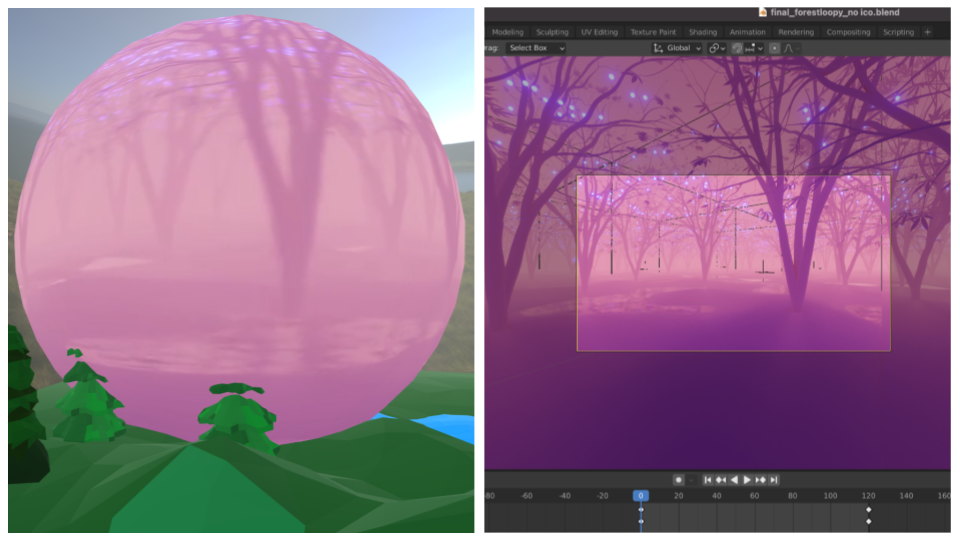 final_forestloopy_no ico.blend
Modeling Sculpting UV Editing Texture Paint Shading Animation Rendering Compositing Scripting +
rag: Select Box Global
-80 -60 -40 -20 0 20 40 60 80 100 120 140 160